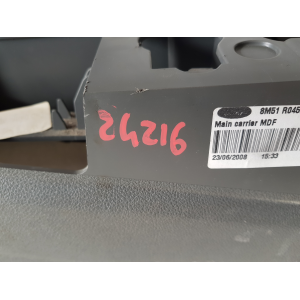 8M51 R045
Main carrier MDF
24216
23/06/2008 15:33